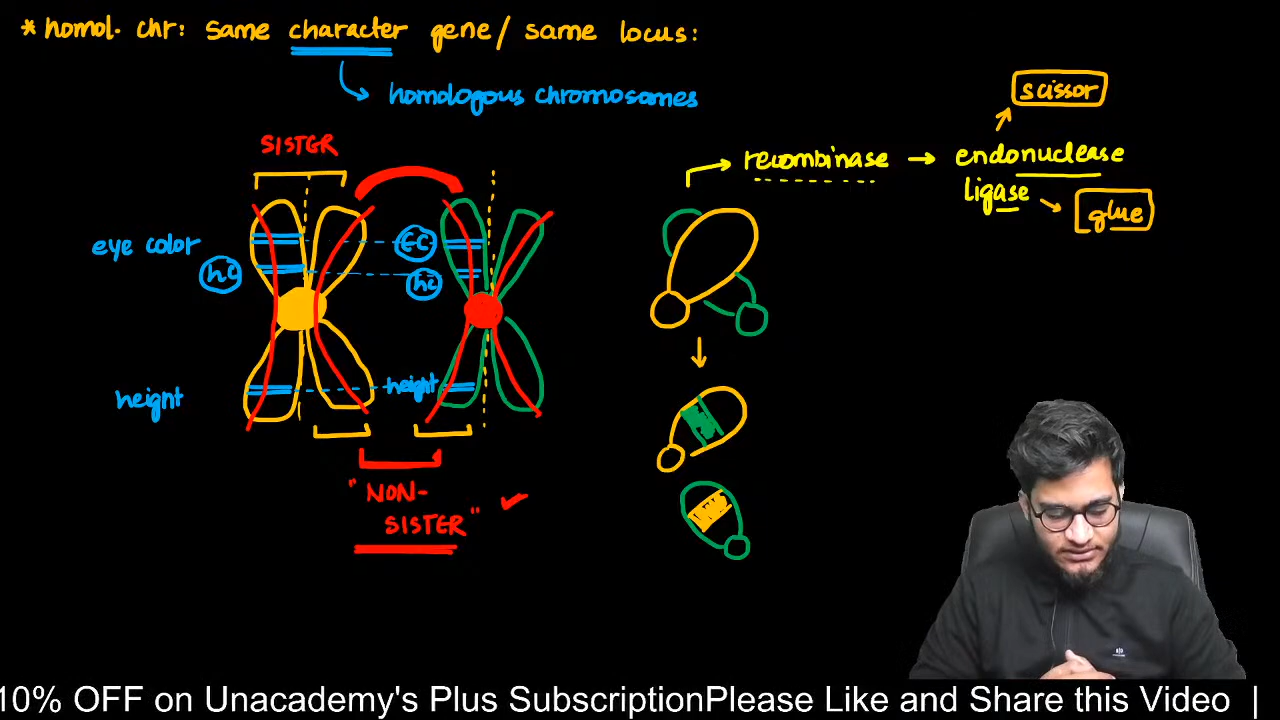 * homol. chr: same character gene/ same locus:
homologous chromosomes
scissor
recombinase → endonuclease
ligase
glue
SISTER
eye color
EC
hc
hc
height
height
"NON-
SISTER" ✓
10% OFF on Unacademy's Plus SubscriptionPlease Like and Share this Video |